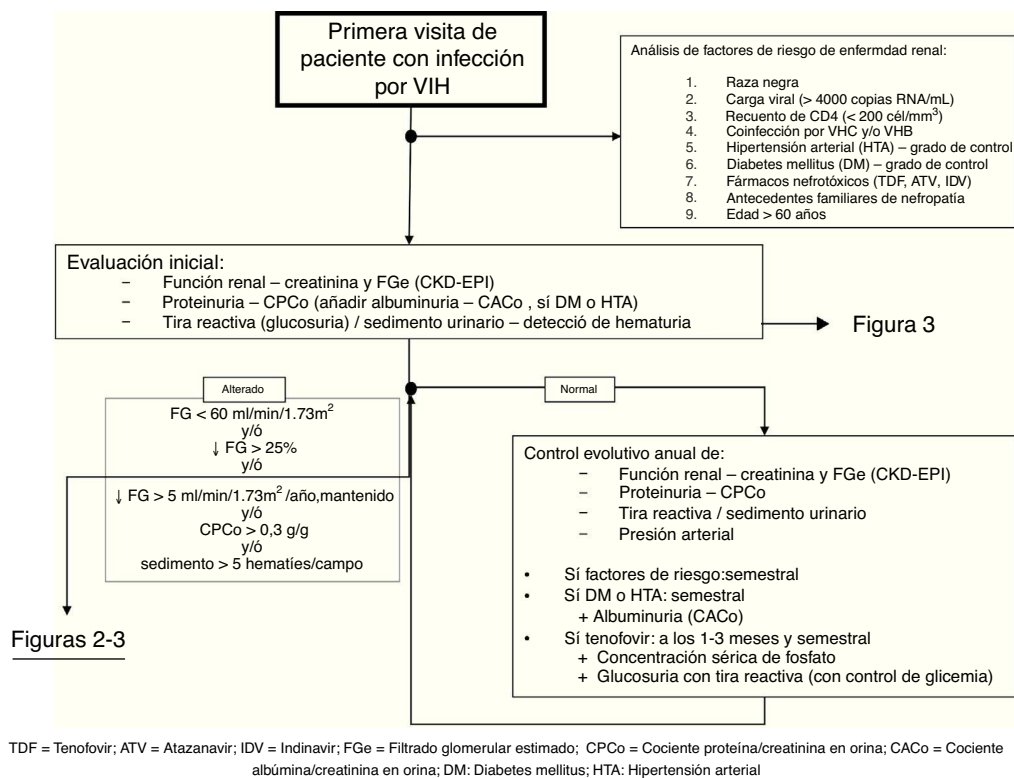 Primera visita de
paciente con infección
por VIH
Análisis de factores de riesgo de enfermdad renal:
1. Raza negra
2. Carga viral (> 4000 copias RNA/mL)
3. Recuento de CD4 (< 200 cél/mm³)
4. Coinfección por VHC y/o VHB
5. Hipertensión arterial (HTA) – grado de control
6. Diabetes mellitus (DM) – grado de control
7. Fármacos nefrotóxicos (TDF, ATV, IDV)
8. Antecedentes familiares de nefropatía
9. Edad > 60 años
Evaluación inicial:
– Función renal – creatinina y FGe (CKD-EPI)
– Proteinuria – CPCo (añadir albuminuria – CACo , sí DM o HTA)
– Tira reactiva (glucosuria) / sedimento urinario – detecció de hematuria
Figura 3
Alterado
FG < 60 ml/min/1.73m²
y/ó
↓ FG > 25%
y/ó
↓ FG > 5 ml/min/1.73m² /año,mantenido
y/ó
CPCo > 0,3 g/g
y/ó
sedimento > 5 hematíes/campo
Figuras 2-3
Normal
Control evolutivo anual de:
– Función renal – creatinina y FGe (CKD-EPI)
– Proteinuria – CPCo
– Tira reactiva / sedimento urinario
– Presión arterial
• Sí factores de riesgo:semestral
• Sí DM o HTA: semestral
+ Albuminuria (CACo)
• Sí tenofovir: a los 1-3 meses y semestral
+ Concentración sérica de fosfato
+ Glucosuria con tira reactiva (con control de glicemia)
TDF = Tenofovir; ATV = Atazanavir; IDV = Indinavir; FGe = Filtrado glomerular estimado; CPCo = Cociente proteína/creatinina en orina; CACo = Cociente
albúmina/creatinina en orina; DM: Diabetes mellitus; HTA: Hipertensión arterial